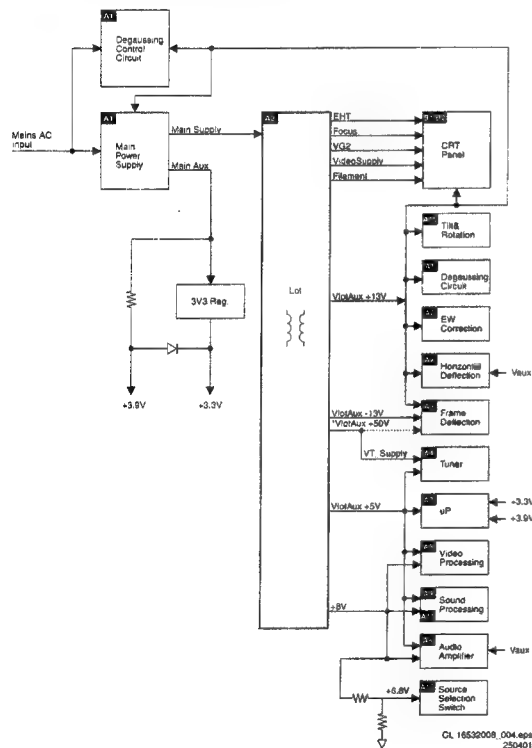 A1
Degaussing
Control
Circuit
Mains AC
input
A1
Main
Power
Supply
Main Supply
Main Aux
3V3 Reg.
+3.9V
+3.3V
A2
Lot
EHT
Focus
VG2
VideoSupply
Filament
CRT
Panel
Tilt&
Rotation
Degaussing
Circuit
EW
Correction
VlotAux +13V
Horizontal
Deflection
Vaux
VlotAux -13V
*VlotAux +50V
Frame
Deflection
VT_Supply
A4
Tuner
VlotAux +5V
uP
+3.3V
+3.9V
Video
Processing
Sound
Processing
+8V
Audio
Amplifier
Vaux
+6.8V
Source
Selection
Switch
CL 16532008_004.eps
250401